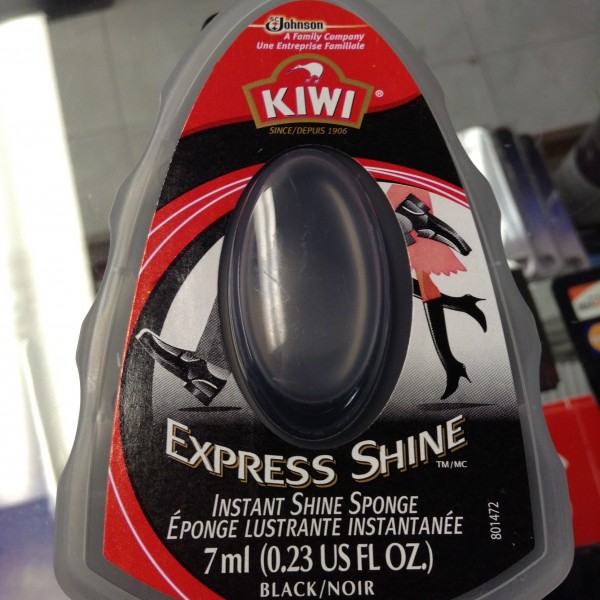 SC Johnson
A Family Company
Une Entreprise Familiale
KIWI®
SINCE/DEPUIS 1906
EXPRESS SHINE TM/MC
INSTANT SHINE SPONGE
ÉPONGE LUSTRANTE INSTANTANÉE
7 ml (0.23 US FL OZ.)
BLACK/NOIR
801472